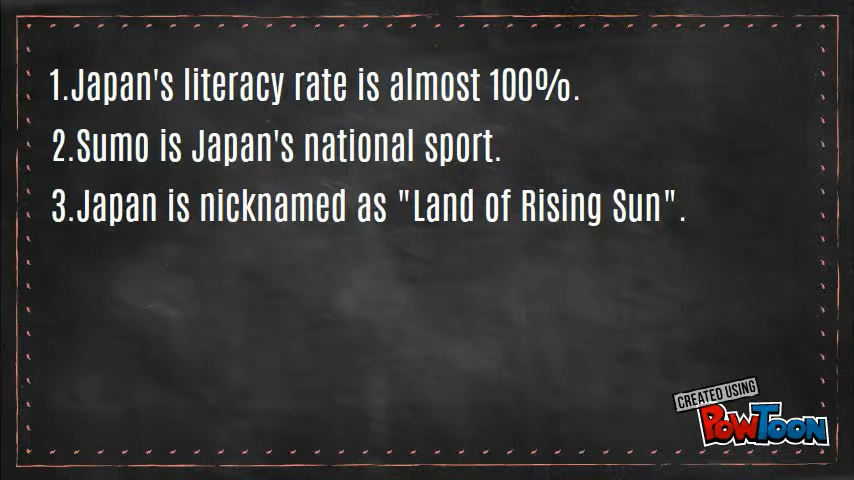 1.Japan's literacy rate is almost 100%.
2.Sumo is Japan's national sport.
3.Japan is nicknamed as "Land of Rising Sun".
CREATED USING
POWTOON